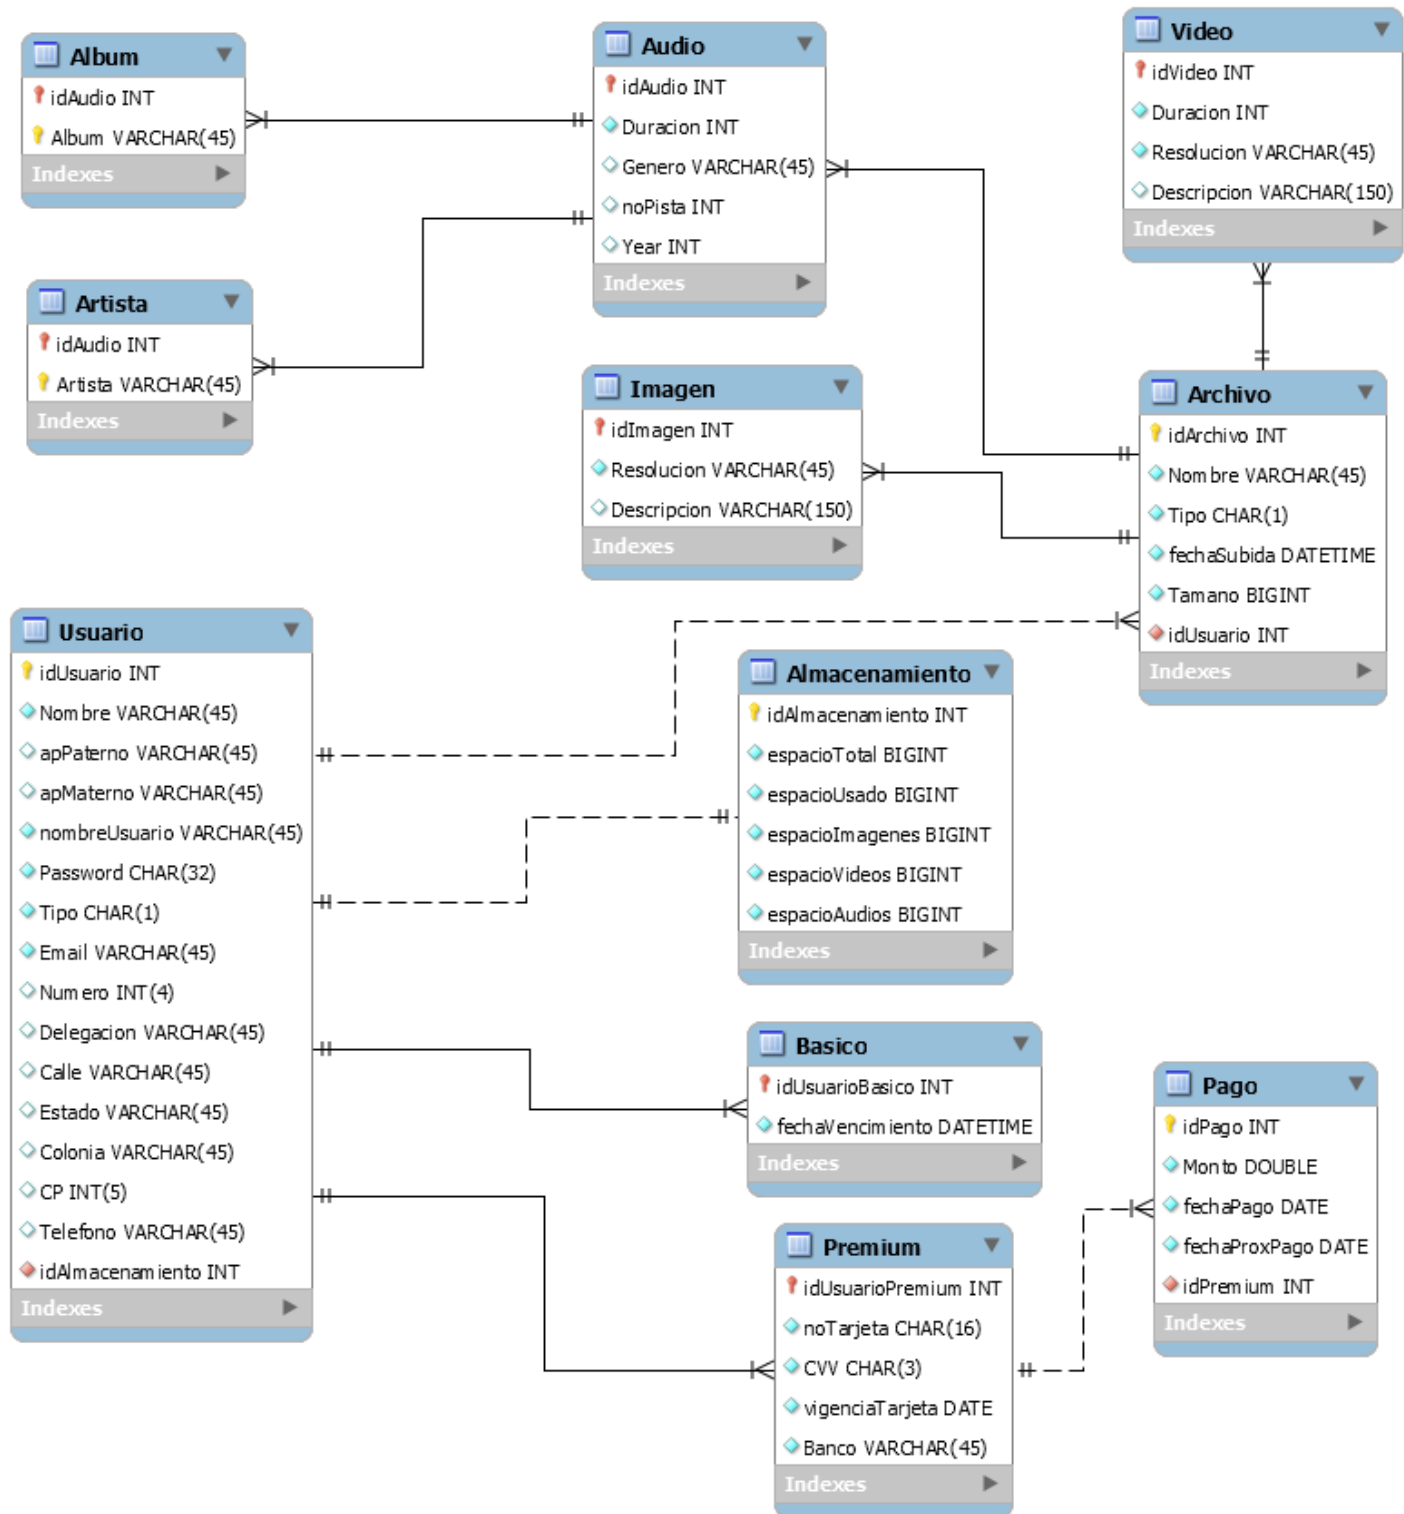 Album
idAudio INT
Album VARCHAR(45)
Indexes
Audio
idAudio INT
Duracion INT
Genero VARCHAR(45)
noPista INT
Year INT
Indexes
Video
idVideo INT
Duracion INT
Resolucion VARCHAR(45)
Descripcion VARCHAR(150)
Indexes
Artista
idAudio INT
Artista VARCHAR(45)
Indexes
Imagen
idImagen INT
Resolucion VARCHAR(45)
Descripcion VARCHAR(150)
Indexes
Archivo
idArchivo INT
Nombre VARCHAR(45)
Tipo CHAR(1)
fechaSubida DATETIME
Tamano BIGINT
idUsuario INT
Indexes
Usuario
idUsuario INT
Nombre VARCHAR(45)
apPaterno VARCHAR(45)
apMaterno VARCHAR(45)
nombreUsuario VARCHAR(45)
Password CHAR(32)
Tipo CHAR(1)
Email VARCHAR(45)
Numero INT(4)
Delegacion VARCHAR(45)
Calle VARCHAR(45)
Estado VARCHAR(45)
Colonia VARCHAR(45)
CP INT(5)
Telefono VARCHAR(45)
idAlmacenamiento INT
Indexes
Almacenamiento
idAlmacenamiento INT
espacioTotal BIGINT
espacioUsado BIGINT
espacioImagenes BIGINT
espacioVideos BIGINT
espacioAudios BIGINT
Indexes
Basico
idUsuarioBasico INT
fechaVencimiento DATETIME
Indexes
Pago
idPago INT
Monto DOUBLE
fechaPago DATE
fechaProxPago DATE
idPremium INT
Indexes
Premium
idUsuarioPremium INT
noTarjeta CHAR(16)
CVV CHAR(3)
vigenciaTarjeta DATE
Banco VARCHAR(45)
Indexes